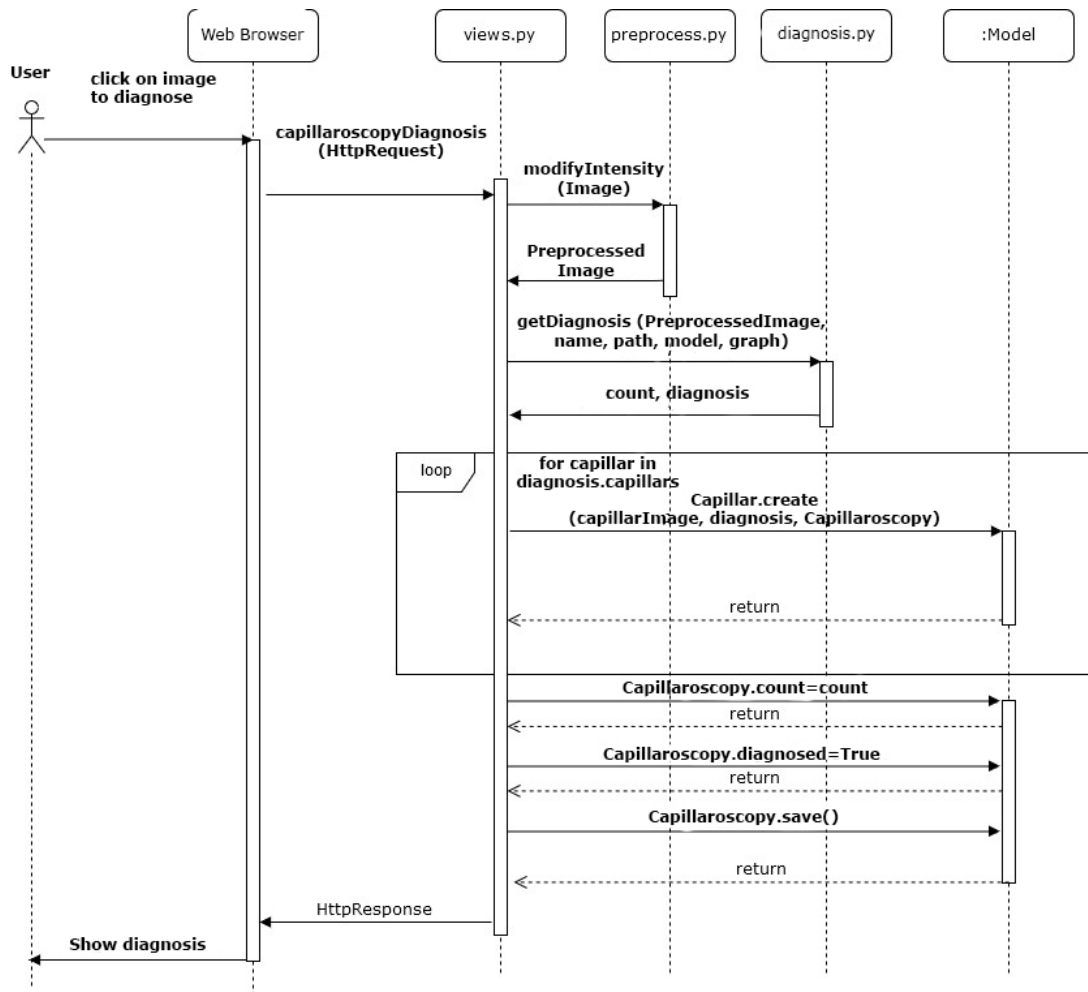 Web Browser
views.py
preprocess.py
diagnosis.py
:Model
User
click on image
to diagnose
capillaroscopyDiagnosis
(HttpRequest)
modifyIntensity
(Image)
Preprocessed
Image
getDiagnosis (PreprocessedImage,
name, path, model, graph)
count, diagnosis
loop
for capillar in
diagnosis.capillars
Capillar.create
(capillarImage, diagnosis, Capillaroscopy)
return
Capillaroscopy.count=count
return
Capillaroscopy.diagnosed=True
return
Capillaroscopy.save()
return
HttpResponse
Show diagnosis